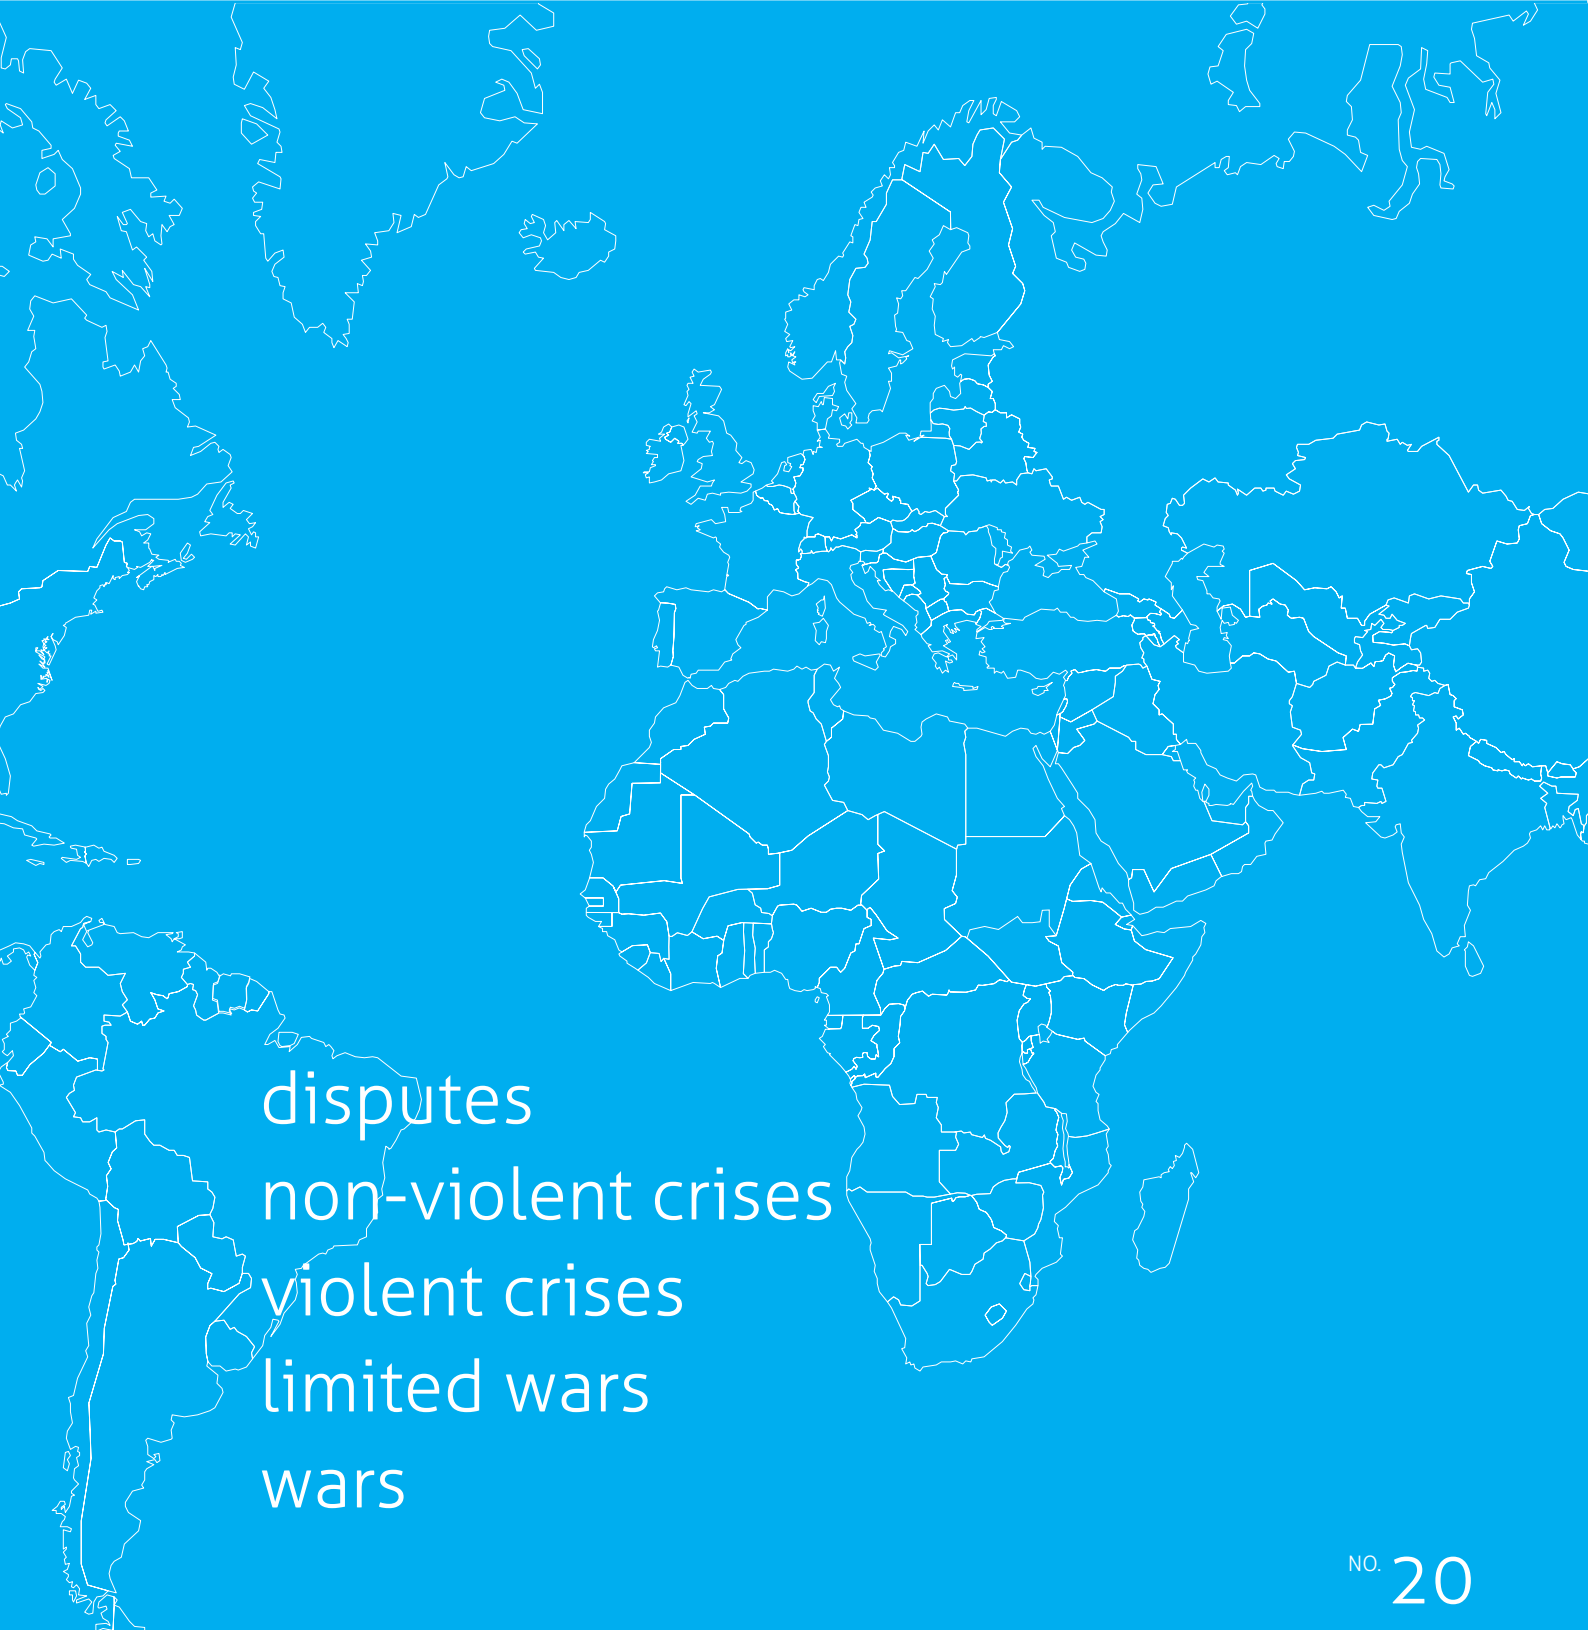 disputes
non-violent crises
violent crises
limited wars
wars
NO. 20